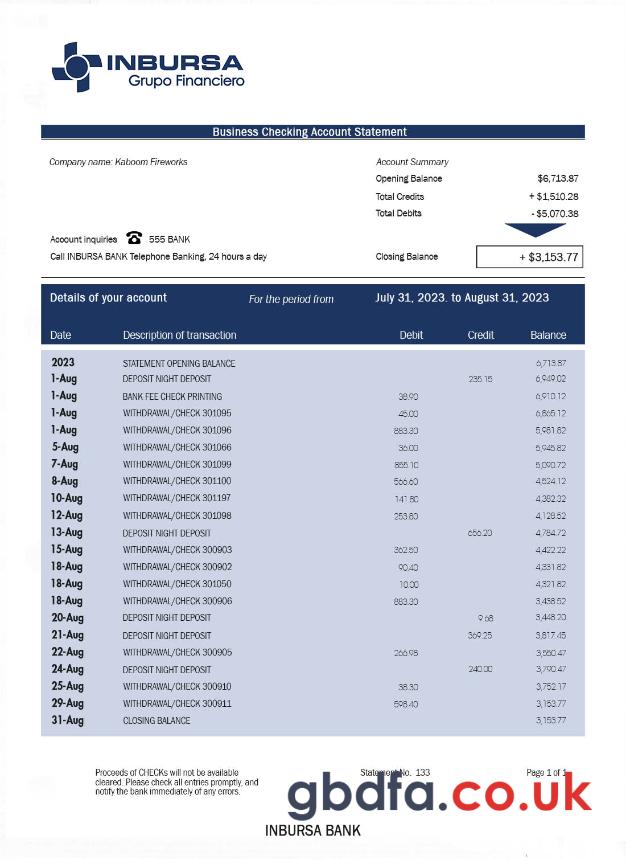 INBURSA
Grupo Financiero
Business Checking Account Statement
Company name: Kaboom Fireworks
Account Summary
Opening Balance $6,713.87
Total Credits + $1,510.28
Total Debits - $5,070.38
Account inquiries 555 BANK
Call INBURSA BANK Telephone Banking, 24 hours a day
Closing Balance + $3,153.77
Details of your account For the period from July 31, 2023. to August 31, 2023
Date Description of transaction Debit Credit Balance
2023 STATEMENT OPENING BALANCE 6,713.87
1-Aug DEPOSIT NIGHT DEPOSIT 235.15 6,949.02
1-Aug BANK FEE CHECK PRINTING 38.90 6,910.12
1-Aug WITHDRAWAL/CHECK 301095 45.00 6,865.12
1-Aug WITHDRAWAL/CHECK 301096 883.30 5,981.82
5-Aug WITHDRAWAL/CHECK 301066 36.00 5,945.82
7-Aug WITHDRAWAL/CHECK 301099 855.10 5,090.72
8-Aug WITHDRAWAL/CHECK 301100 566.60 4,524.12
10-Aug WITHDRAWAL/CHECK 301197 141.80 4,382.32
12-Aug WITHDRAWAL/CHECK 301098 253.80 4,128.52
13-Aug DEPOSIT NIGHT DEPOSIT 656.20 4,784.72
15-Aug WITHDRAWAL/CHECK 300903 362.50 4,422.22
18-Aug WITHDRAWAL/CHECK 300902 90.40 4,331.82
18-Aug WITHDRAWAL/CHECK 301050 10.00 4,321.82
18-Aug WITHDRAWAL/CHECK 300906 883.30 3,438.52
20-Aug DEPOSIT NIGHT DEPOSIT 9.68 3,448.20
21-Aug DEPOSIT NIGHT DEPOSIT 369.25 3,817.45
22-Aug WITHDRAWAL/CHECK 300905 266.98 3,550.47
24-Aug DEPOSIT NIGHT DEPOSIT 240.00 3,790.47
25-Aug WITHDRAWAL/CHECK 300910 38.30 3,752.17
29-Aug WITHDRAWAL/CHECK 300911 598.40 3,153.77
31-Aug CLOSING BALANCE 3,153.77
Proceeds of CHECKs will not be available Statement No. 133 Page 1 of 1
cleared. Please check all entries promptly, and
notify the bank immediately of any errors.
gbdfa.co.uk
INBURSA BANK